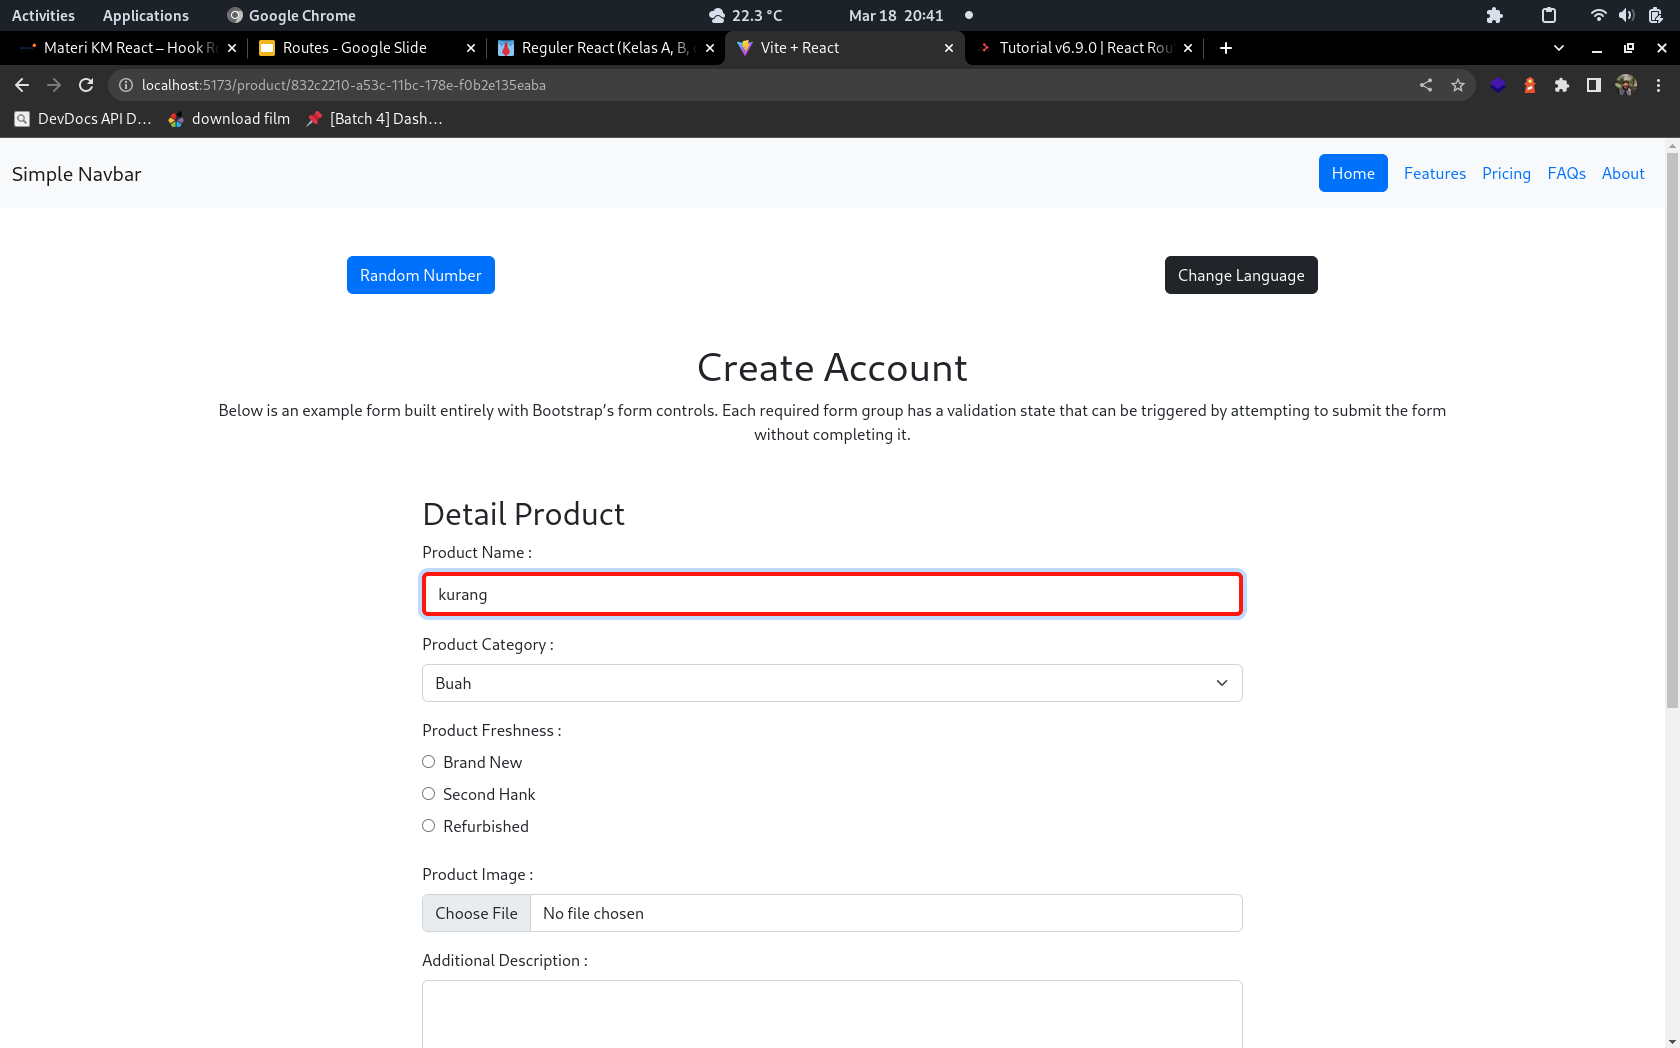 Activities Applications Google Chrome 22.3 °C Mar 18 20:41
Materi KM React – Hook Ro Routes - Google Slide Reguler React (Kelas A, B, Vite + React Tutorial v6.9.0 | React Rou
localhost:5173/product/832c2210-a53c-11bc-178e-f0b2e135eaba
DevDocs API D... download film [Batch 4] Dash...
Simple Navbar Home Features Pricing FAQs About
Random Number Change Language
Create Account
Below is an example form built entirely with Bootstrap's form controls. Each required form group has a validation state that can be triggered by attempting to submit the form
without completing it.
Detail Product
Product Name :
kurang
Product Category :
Buah
Product Freshness :
Brand New
Second Hank
Refurbished
Product Image :
Choose File No file chosen
Additional Description :